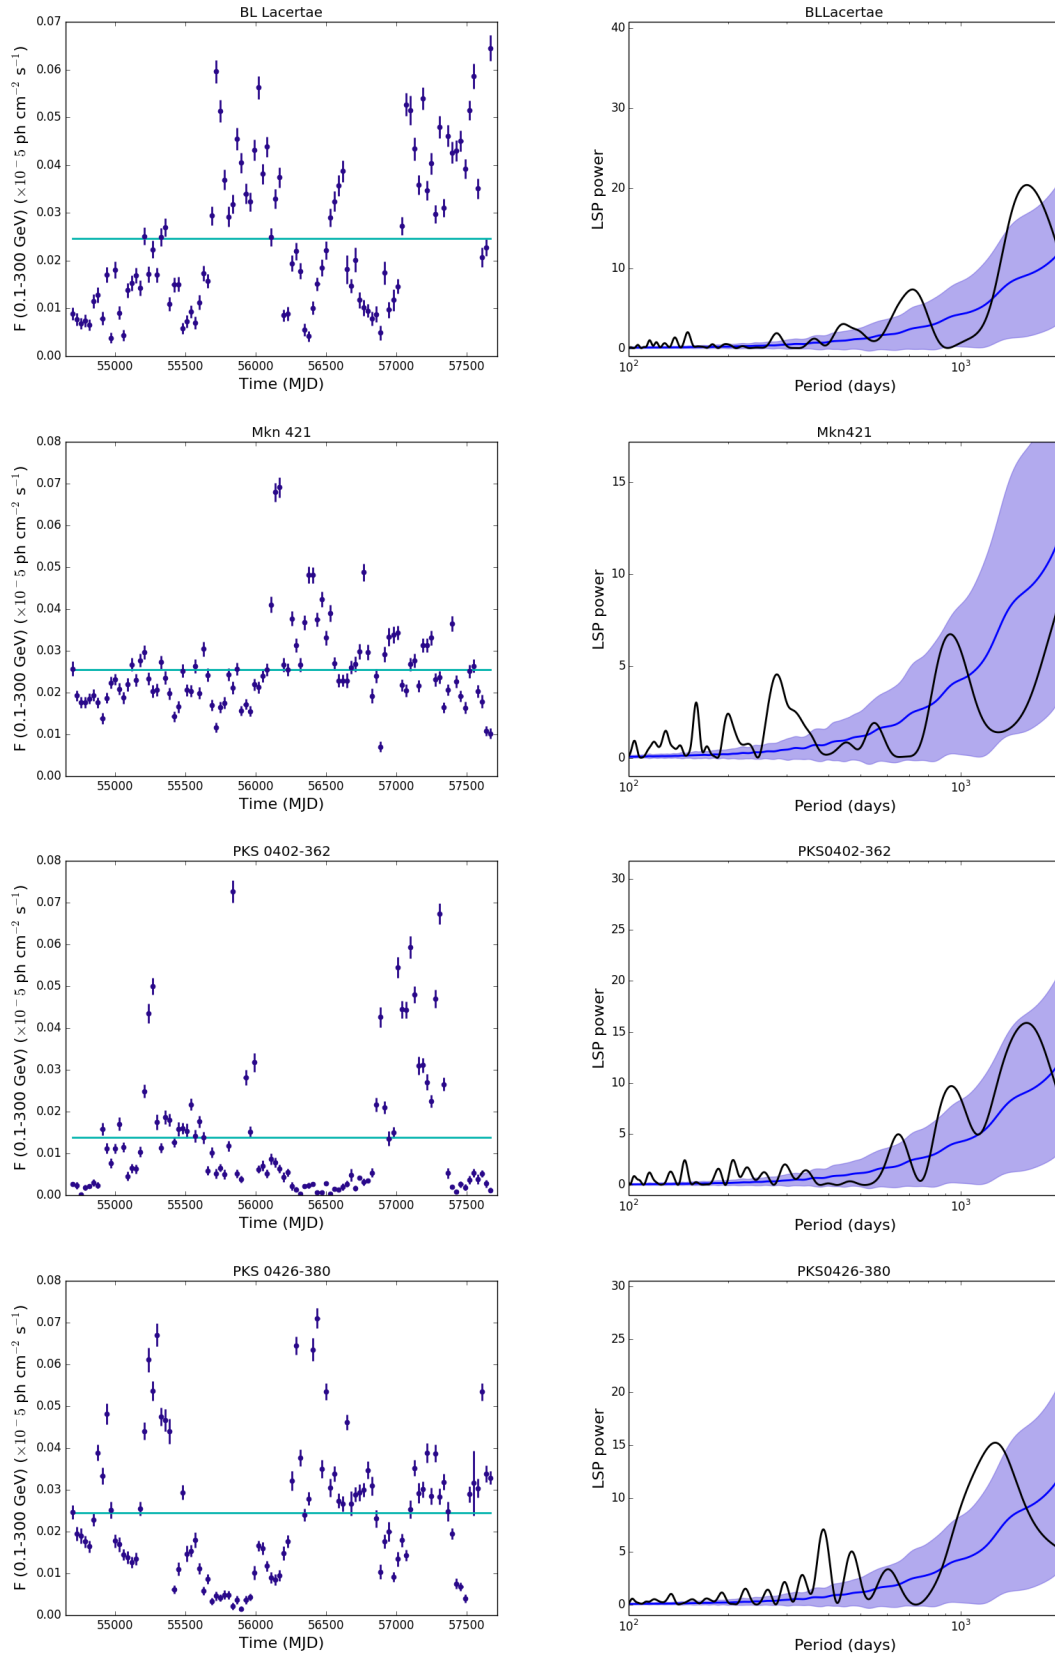 BL Lacertae
F (0.1-300 GeV) (×10⁻⁵ ph cm⁻² s⁻¹)
0.07
0.06
0.05
0.04
0.03
0.02
0.01
0.00
55000 55500 56000 56500 57000 57500
Time (MJD)
BLLacertae
LSP power
40
30
20
10
0
10² 10³
Period (days)
Mkn 421
F (0.1-300 GeV) (×10⁻⁵ ph cm⁻² s⁻¹)
0.08
0.07
0.06
0.05
0.04
0.03
0.02
0.01
0.00
55000 55500 56000 56500 57000 57500
Time (MJD)
Mkn421
LSP power
15
10
5
0
10² 10³
Period (days)
PKS 0402-362
F (0.1-300 GeV) (×10⁻⁵ ph cm⁻² s⁻¹)
0.08
0.07
0.06
0.05
0.04
0.03
0.02
0.01
0.00
55000 55500 56000 56500 57000 57500
Time (MJD)
PKS0402-362
LSP power
30
25
20
15
10
5
0
10² 10³
Period (days)
PKS 0426-380
F (0.1-300 GeV) (×10⁻⁵ ph cm⁻² s⁻¹)
0.08
0.07
0.06
0.05
0.04
0.03
0.02
0.01
0.00
55000 55500 56000 56500 57000 57500
Time (MJD)
PKS0426-380
LSP power
30
25
20
15
10
5
0
10² 10³
Period (days)